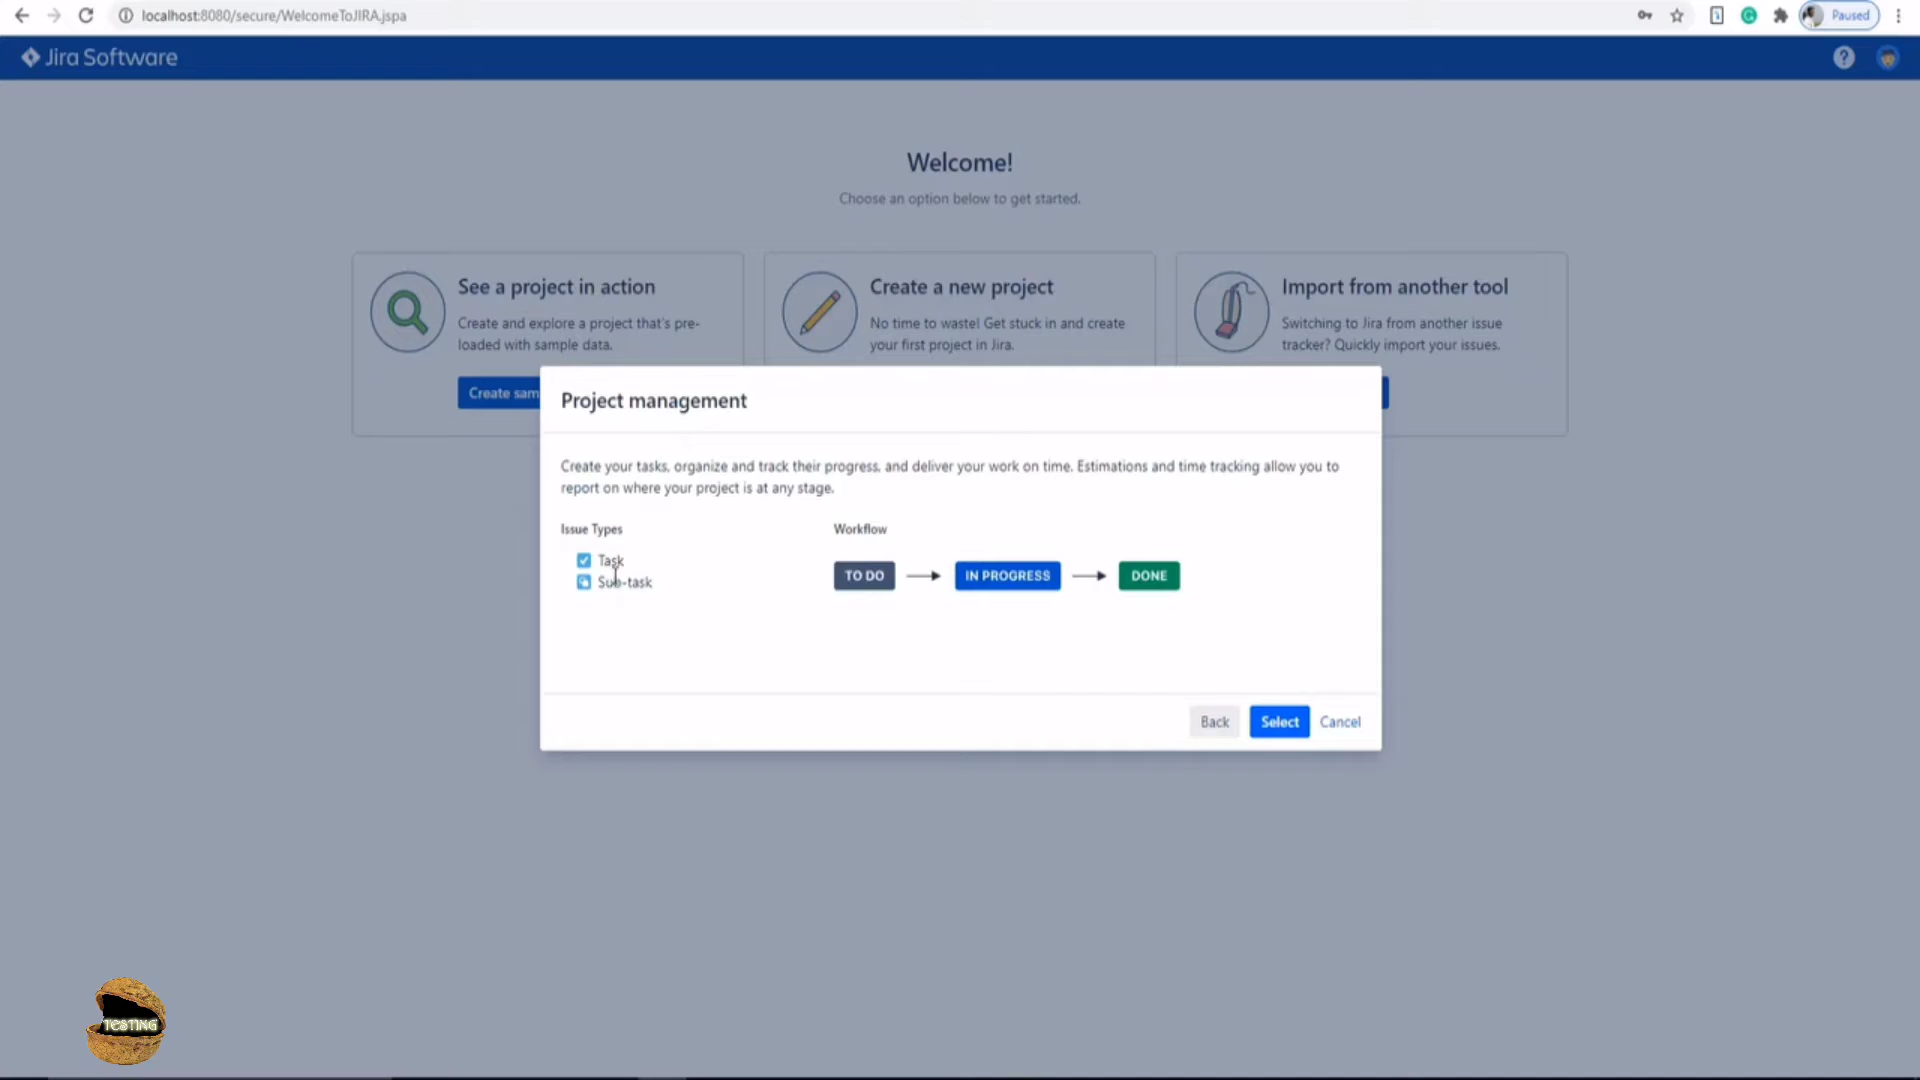 localhost:8080/secure/WelcomeToJIRA.jspa
Paused
Jira Software
?
Welcome!
Choose an option below to get started.
See a project in action
Create and explore a project that's pre-
loaded with sample data.
Create sam
Create a new project
No time to waste! Get stuck in and create
your first project in Jira.
Import from another tool
Switching to Jira from another issue
tracker? Quickly import your issues.
Project management
Create your tasks, organize and track their progress, and deliver your work on time. Estimations and time tracking allow you to
report on where your project is at any stage.
Issue Types
Task
Sub-task
Workflow
TO DO
IN PROGRESS
DONE
Back
Select
Cancel
TESTING